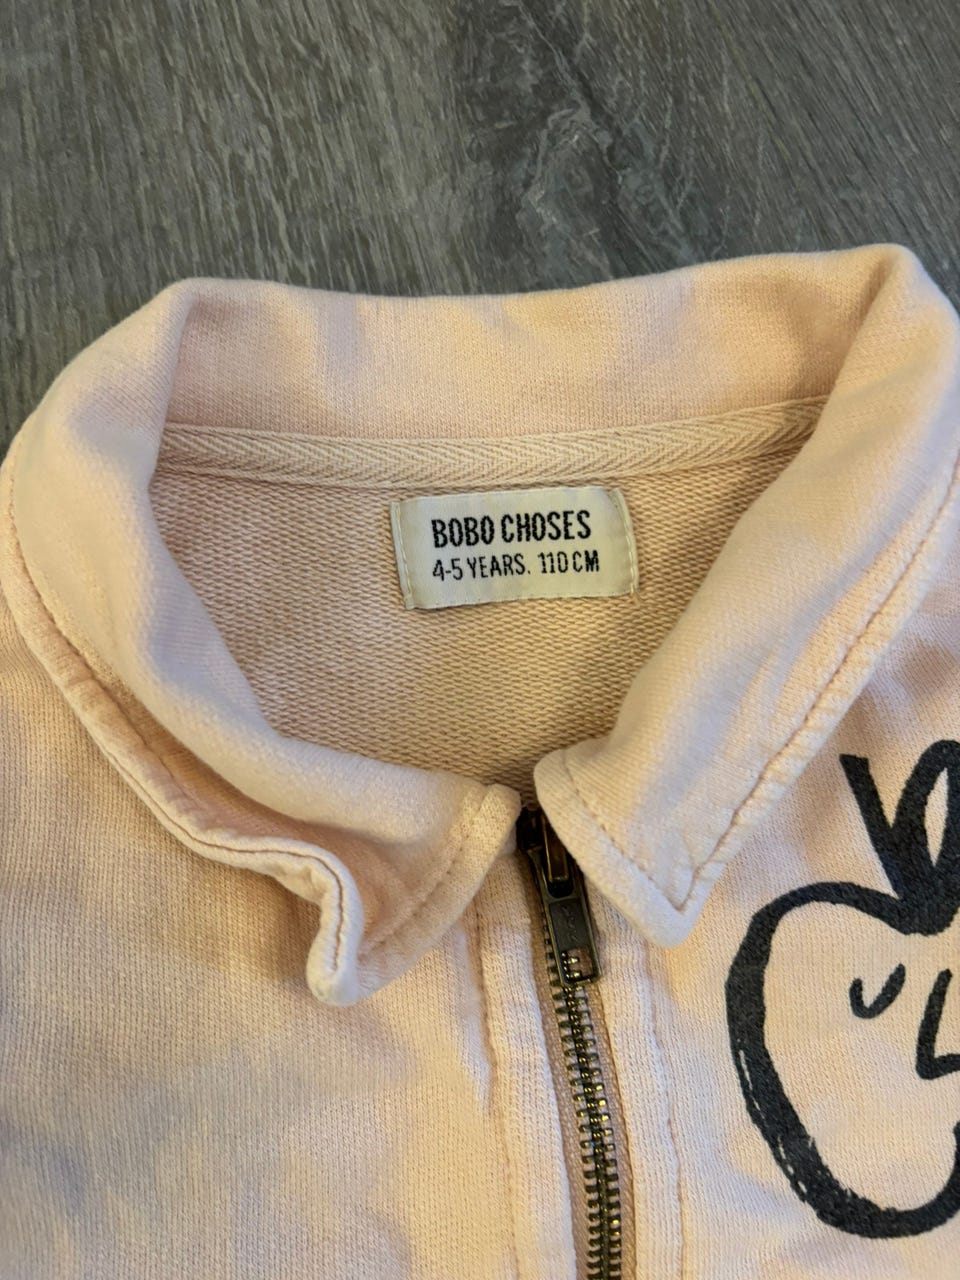 BOBO CHOSES
4-5 YEARS. 110 CM